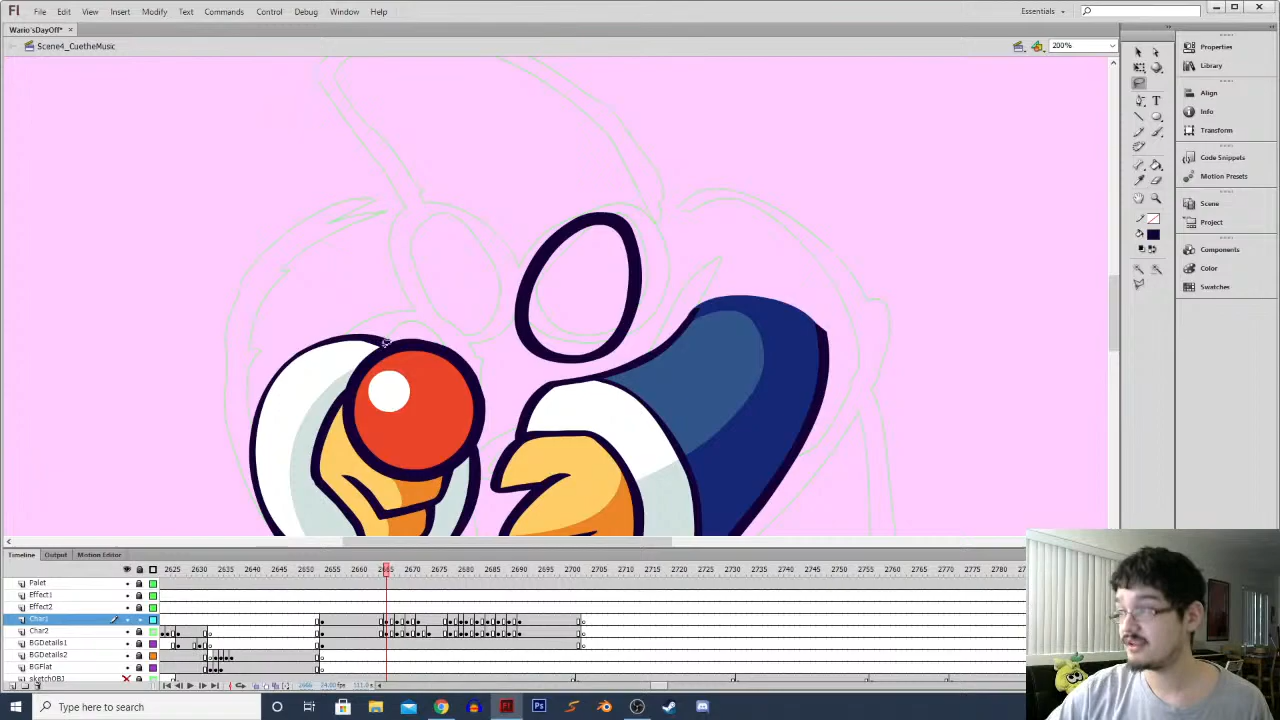 Fl File Edit View Insert Modify Text Commands Control Debug Window Help Essentials
Wario'sDayOff* ×
Scene4_CuetheMusic 200%
Properties
Library
Align
Info
Transform
Code Snippets
Motion Presets
Scene
Project
Components
Color
Swatches
Timeline Output Motion Editor
2625 2630 2635 2640 2645 2650 2655 2660 2665 2670 2675 2680 2685 2690 2695 2700 2705 2710 2715 2720 2725 2730 2735 2740 2745 2750 2755 2760 2765 2770 2775 2780
Palet
Effect1
Effect2
Char1
Char2
BGDetails1
BGDetails2
BGFlat
sketchOBJ
Type here to search
Fl Ps